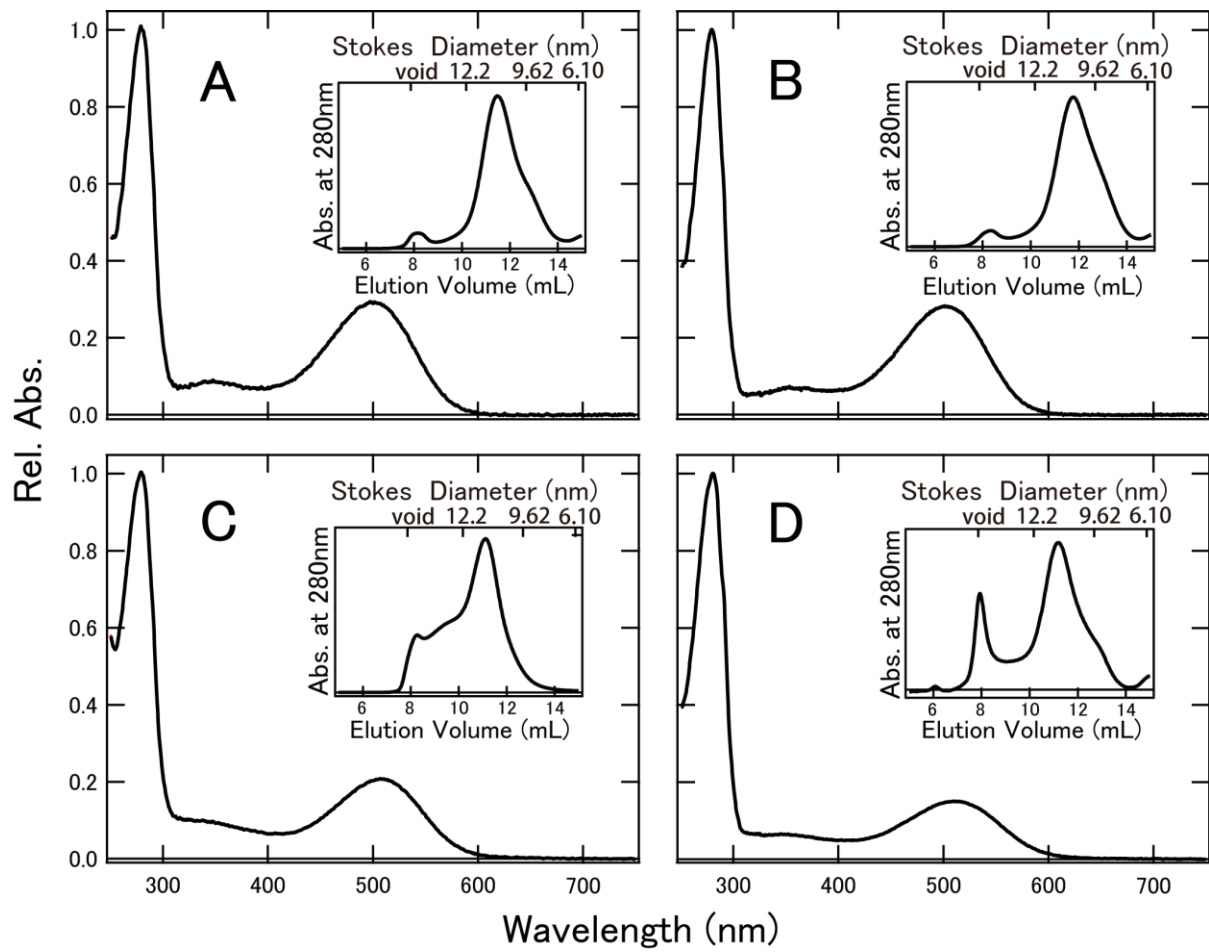 Rel. Abs.
1.0
0.8
0.6
0.4
0.2
0.0
A
Stokes Diameter (nm)
void 12.2 9.62 6.10
Abs. at 280nm
6 8 10 12 14
Elution Volume (mL)
B
Stokes Diameter (nm)
void 12.2 9.62 6.10
Abs. at 280nm
6 8 10 12 14
Elution Volume (mL)
1.0
0.8
0.6
0.4
0.2
0.0
C
Stokes Diameter (nm)
void 12.2 9.62 6.10
Abs. at 280nm
6 8 10 12 14
Elution Volume (mL)
D
Stokes Diameter (nm)
void 12.2 9.62 6.10
Abs. at 280nm
6 8 10 12 14
Elution Volume (mL)
300 400 500 600 700
300 400 500 600 700
Wavelength (nm)